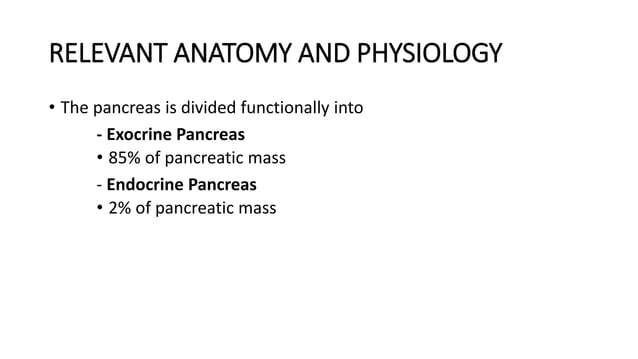 RELEVANT ANATOMY AND PHYSIOLOGY
• The pancreas is divided functionally into
- Exocrine Pancreas
• 85% of pancreatic mass
- Endocrine Pancreas
• 2% of pancreatic mass